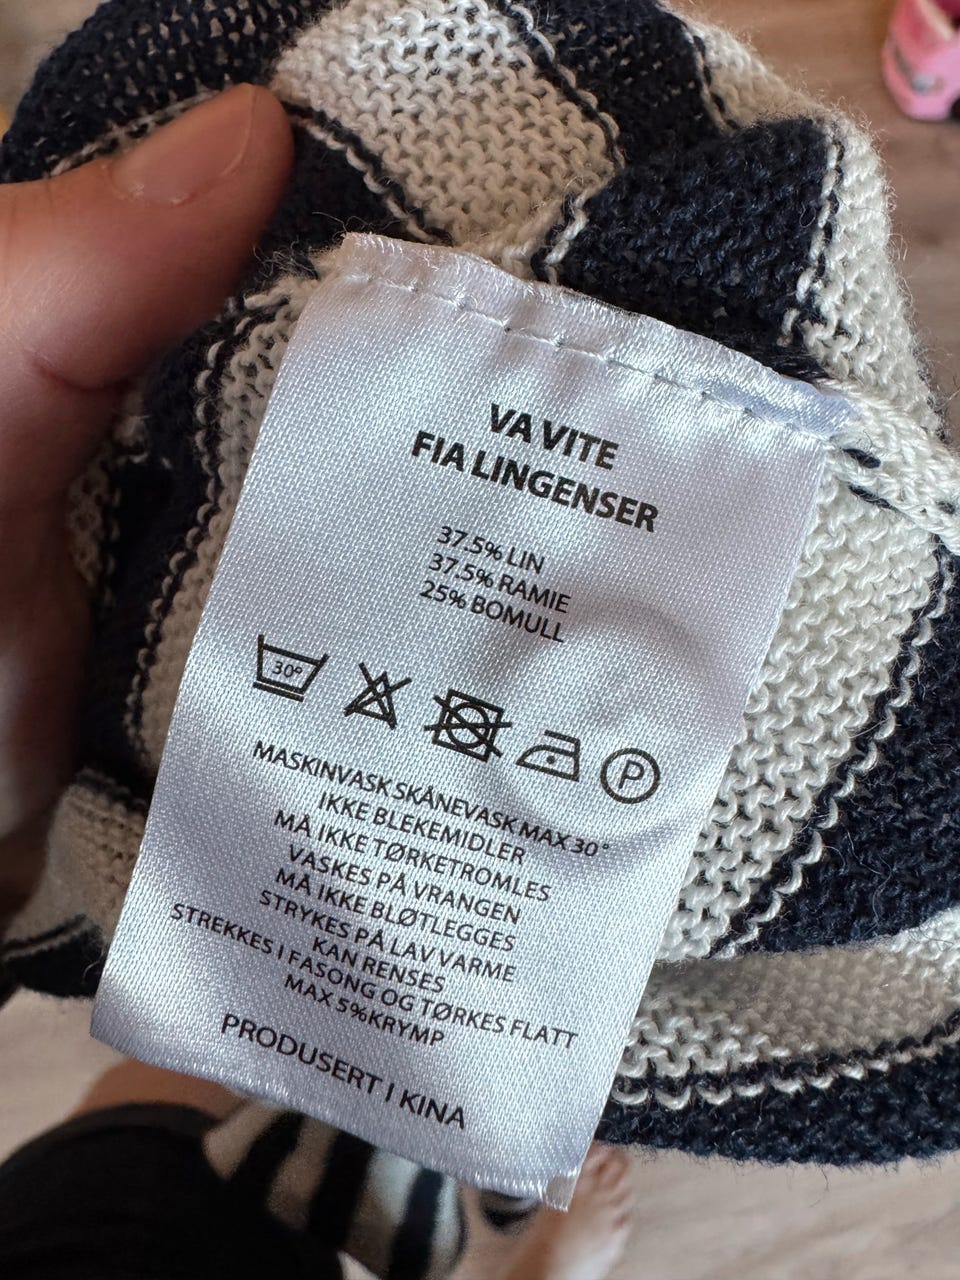 VAVITE
FIA LINGENSER
37.5% LIN
37.5% RAMIE
25% BOMULL
30°
P
MASKINVASK SKÅNEVASK MAX 30°
IKKE BLEKEMIDLER
MÅ IKKE TØRKETROMLES
VASKES PÅ VRANGEN
MÅ IKKE BLØTLEGGES
STRYKES PÅ LAV VARME
KAN RENSES
STREKKES I FASONG OG TØRKES FLATT
MAX 5%KRYMP
PRODUSERT I KINA